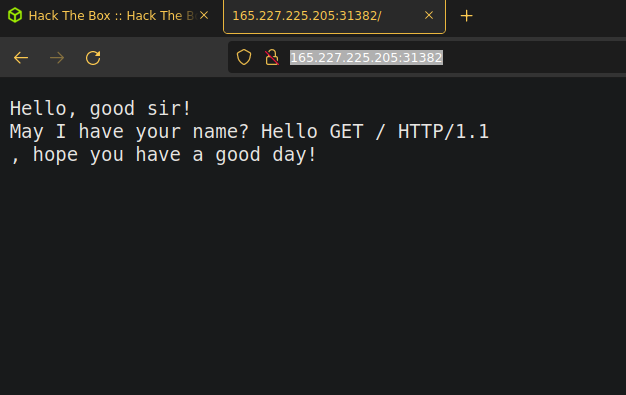 Hack The Box :: Hack The B
165.227.225.205:31382/
165.227.225.205:31382
Hello, good sir!
May I have your name? Hello GET / HTTP/1.1
, hope you have a good day!